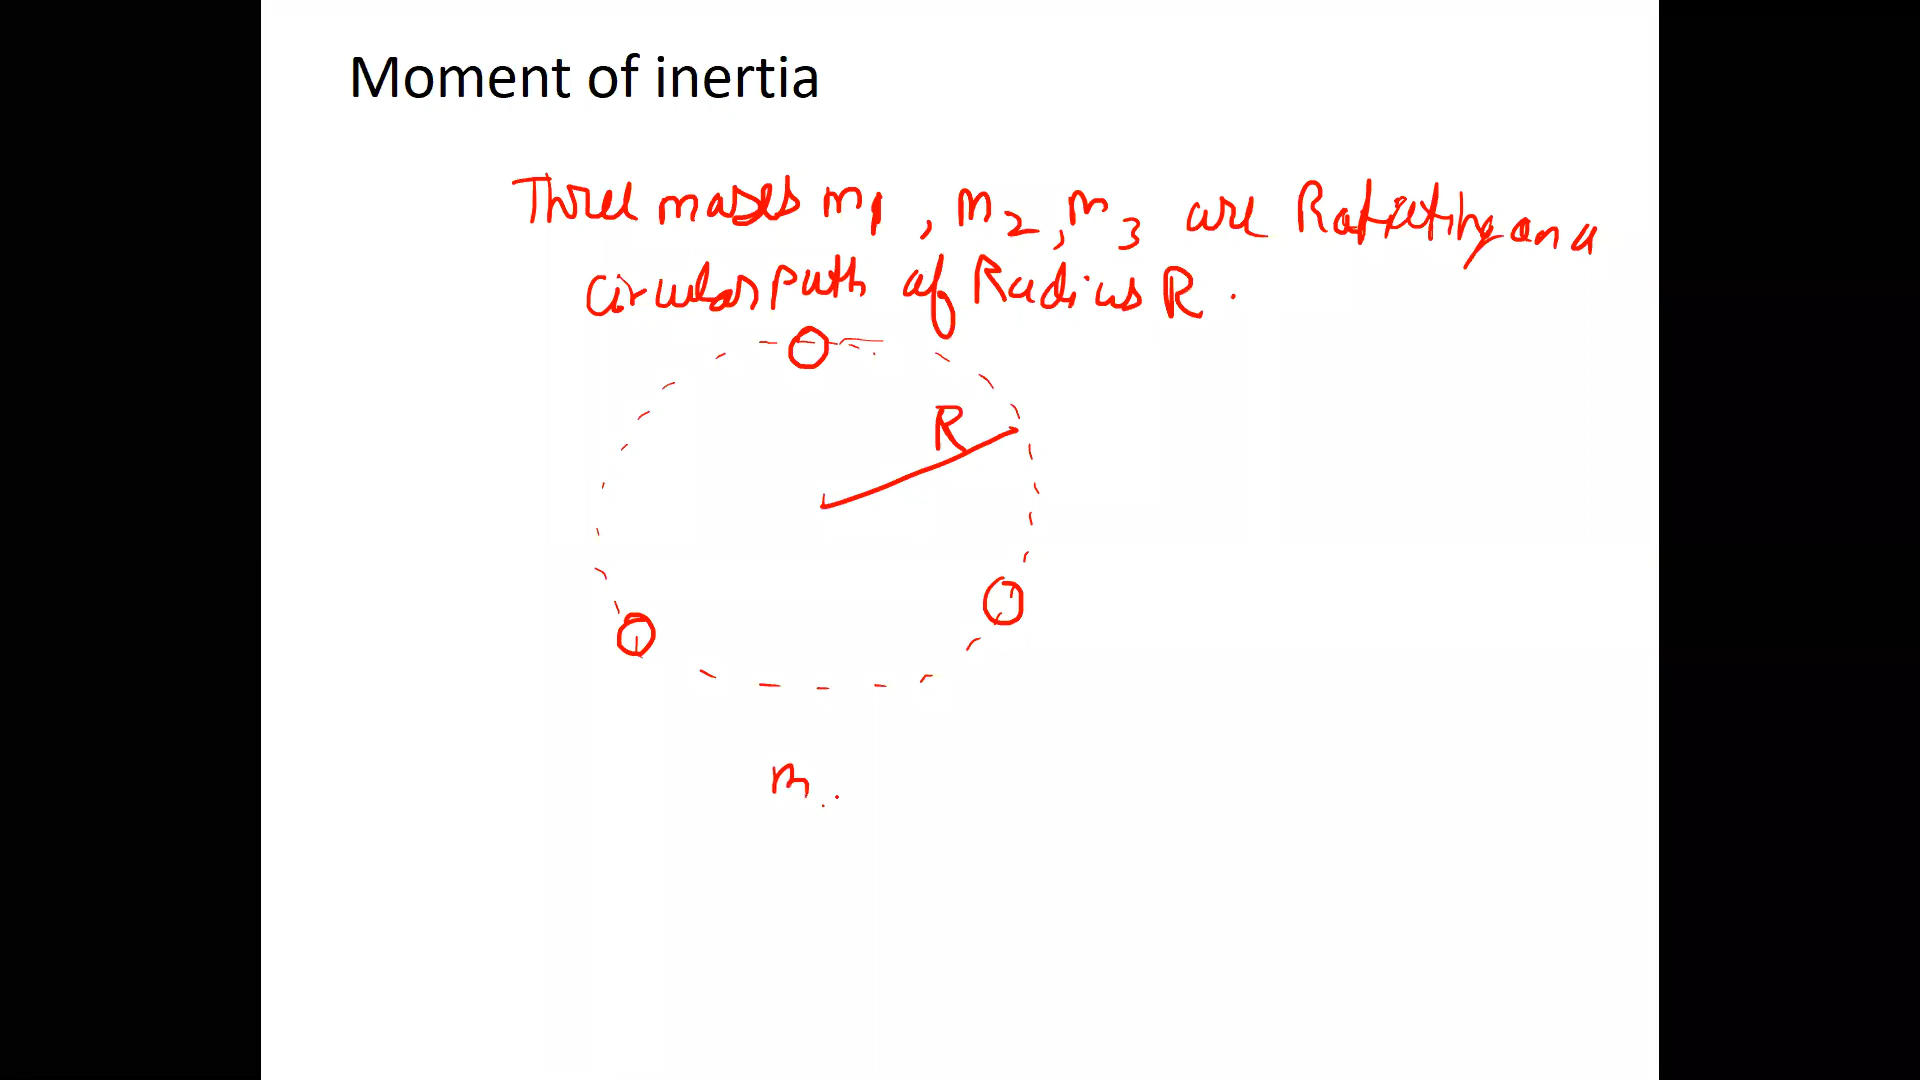 Moment of inertia
Three masses m1, m2, m3 are Rotating on a
circular path of Radius R.
R
m